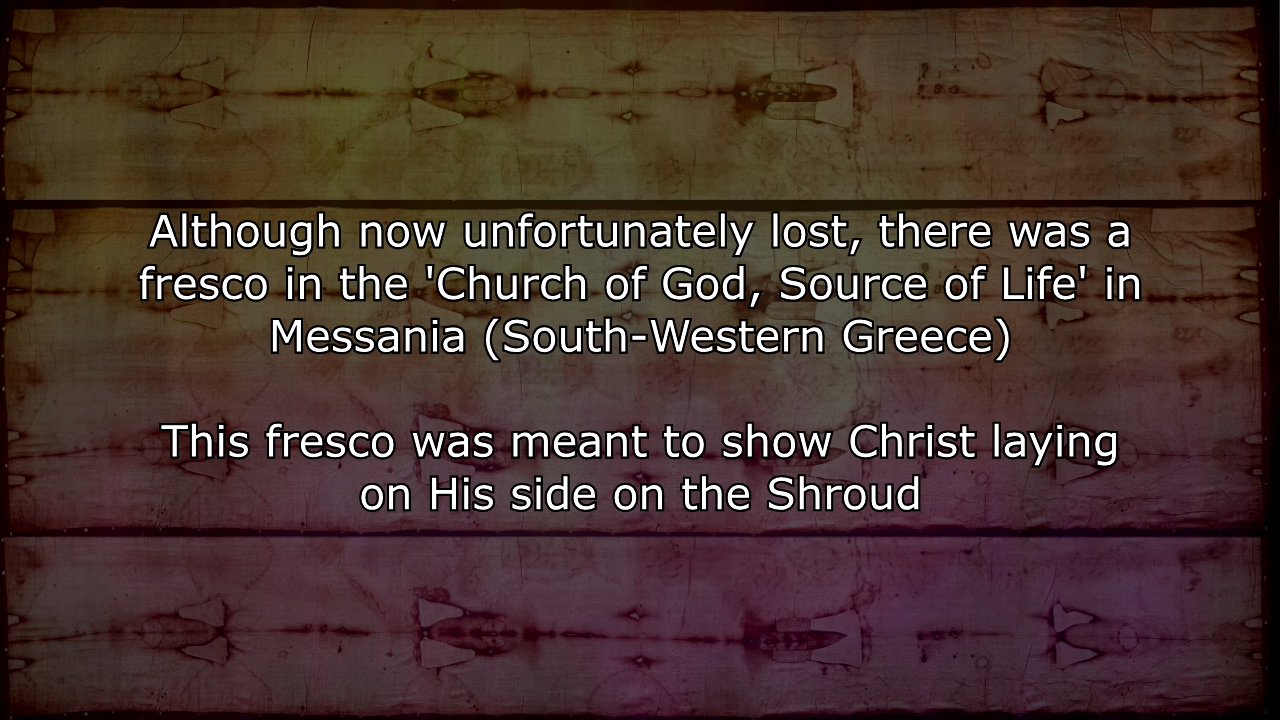 Although now unfortunately lost, there was a
fresco in the 'Church of God, Source of Life' in
Messania (South-Western Greece)
This fresco was meant to show Christ laying
on His side on the Shroud